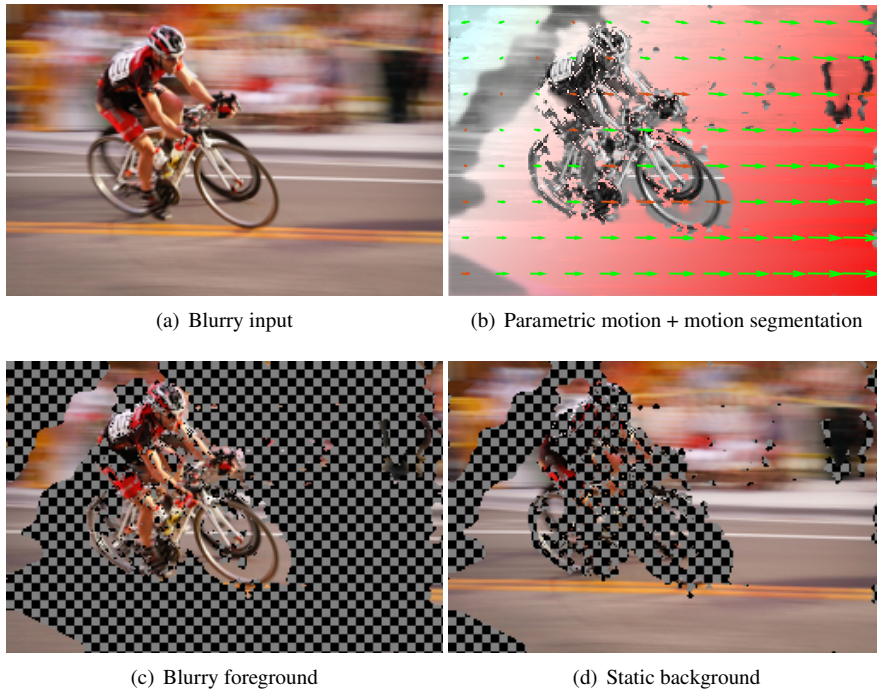 (a) Blurry input
(b) Parametric motion + motion segmentation
(c) Blurry foreground
(d) Static background